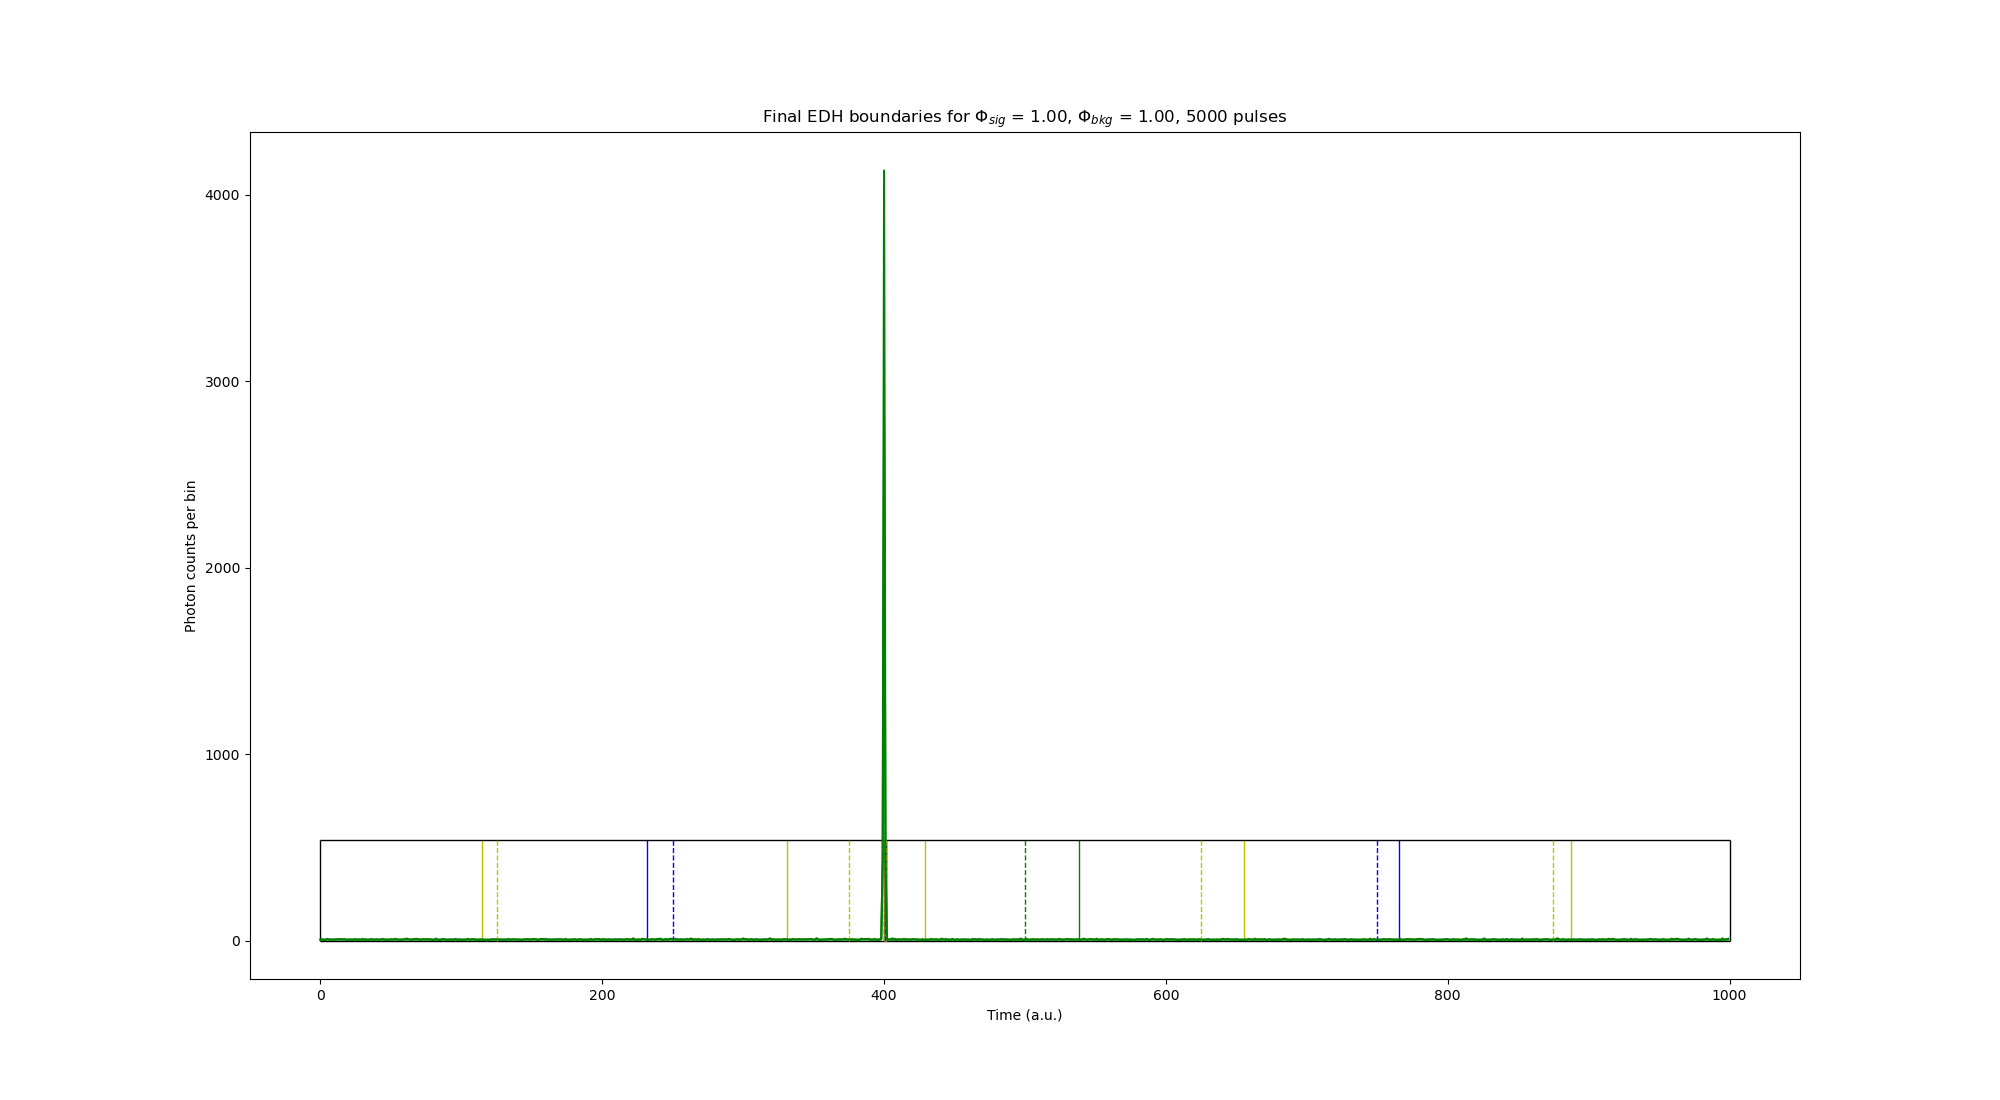 Final EDH boundaries for Φsig = 1.00, Φbkg = 1.00, 5000 pulses
4000
3000
2000
1000
0
Photon counts per bin
0 200 400 600 800 1000
Time (a.u.)